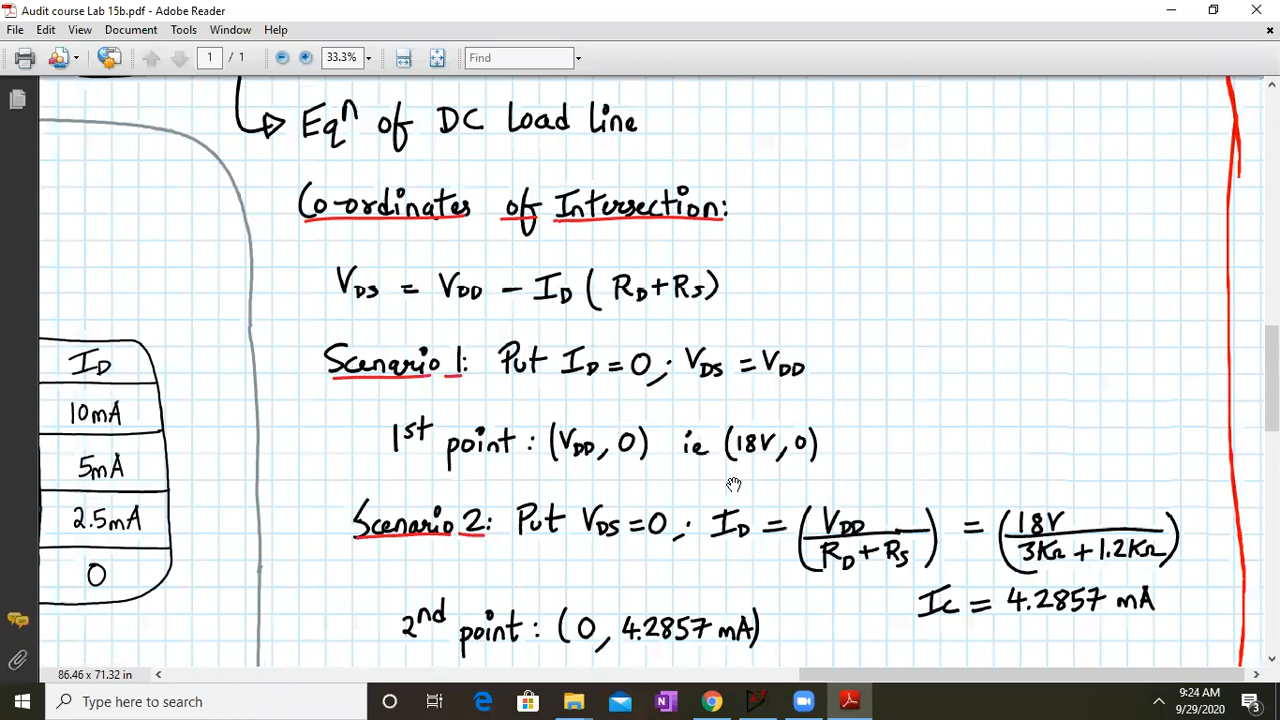 Audit course Lab 15b.pdf - Adobe Reader
File Edit View Document Tools Window Help
1 / 1 33.3% Find
Eqn of DC Load line
Co-ordinates of Intersection:
VDS = VDD - ID ( RD+RS)
Scenario 1: Put ID = 0, ∴ VDS = VDD
1st point : (VDD, 0) ie (18V, 0)
Scenario 2: Put VDS = 0, ∴ ID = (VDD / RD + RS) = (18V / 3KΩ + 1.2KΩ)
IC = 4.2857 mA
2nd point : (0, 4.2857 mA)
ID
10mA
5mA
2.5mA
0
86.46 x 71.32 in
Type here to search
9:24 AM
9/29/2020
3